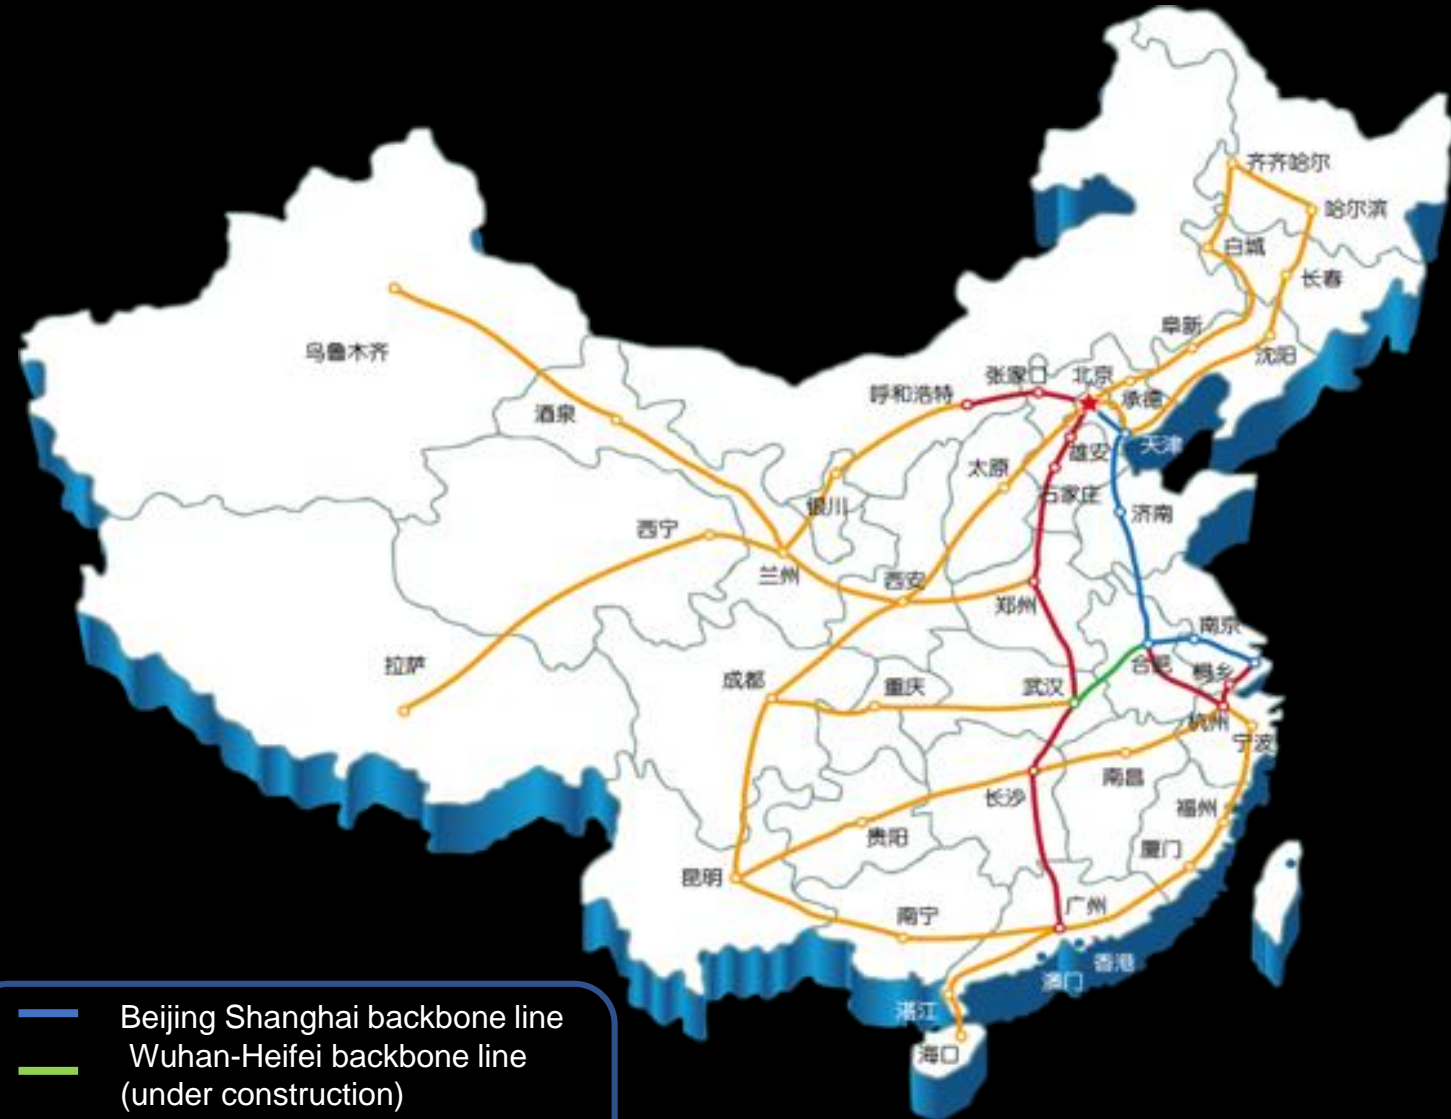 齐齐哈尔
哈尔滨
白城
长春
阜新
沈阳
乌鲁木齐
张家口
北京
呼和浩特
承德
酒泉
雄安
天津
太原
石家庄
银川
济南
西宁
兰州
西安
郑州
南京
合肥
拉萨
桐乡
成都
重庆
武汉
杭州
宁波
南昌
长沙
福州
贵阳
厦门
昆明
广州
南宁
香港
澳门
湛江
海口
Beijing Shanghai backbone line
Wuhan-Heifei backbone line
(under construction)